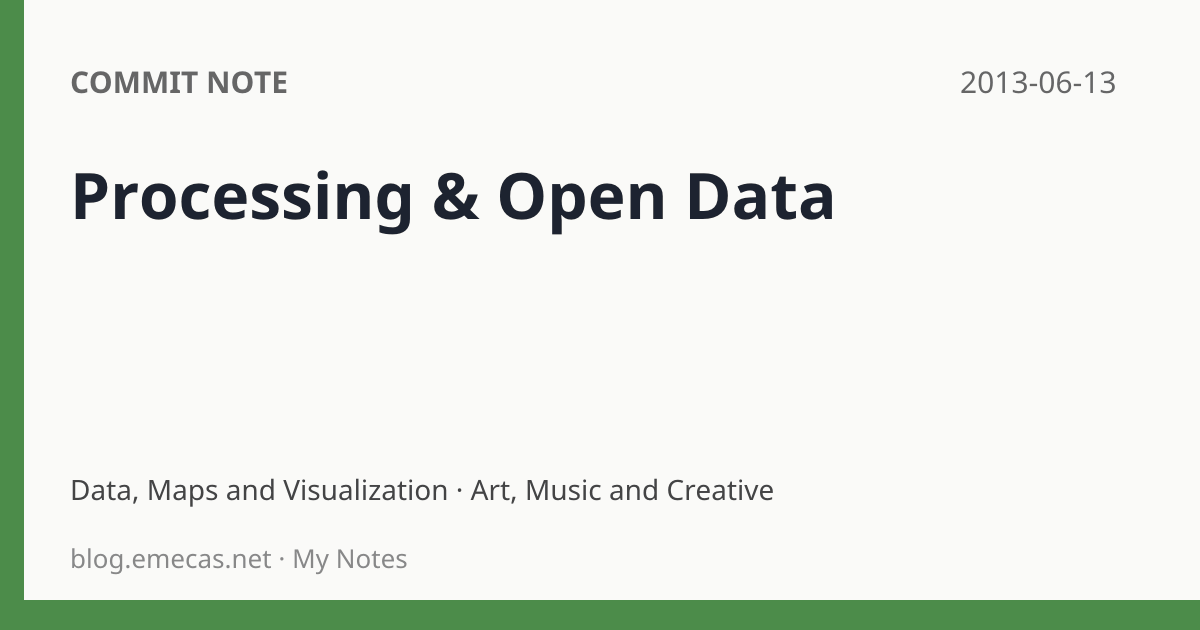 COMMIT NOTE
2013-06-13
Processing & Open Data
Data, Maps and Visualization · Art, Music and Creative
blog.emecas.net · My Notes